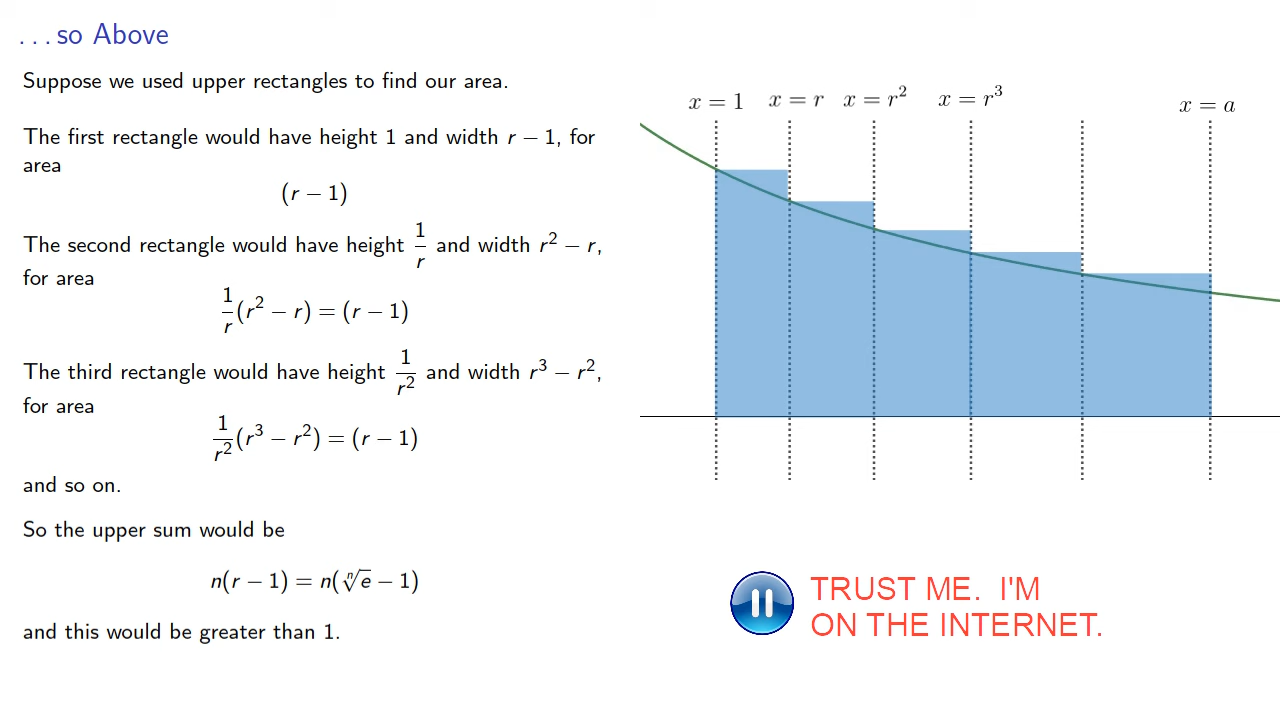 ...so Above
Suppose we used upper rectangles to find our area.
The first rectangle would have height 1 and width r − 1, for
area
(r − 1)
The second rectangle would have height 1/r and width r² − r,
for area
1/r (r² − r) = (r − 1)
The third rectangle would have height 1/r² and width r³ − r²,
for area
1/r² (r³ − r²) = (r − 1)
and so on.
So the upper sum would be
n(r − 1) = n(ⁿ√e − 1)
and this would be greater than 1.
x = 1 x = r x = r² x = r³ x = a
TRUST ME. I'M
ON THE INTERNET.